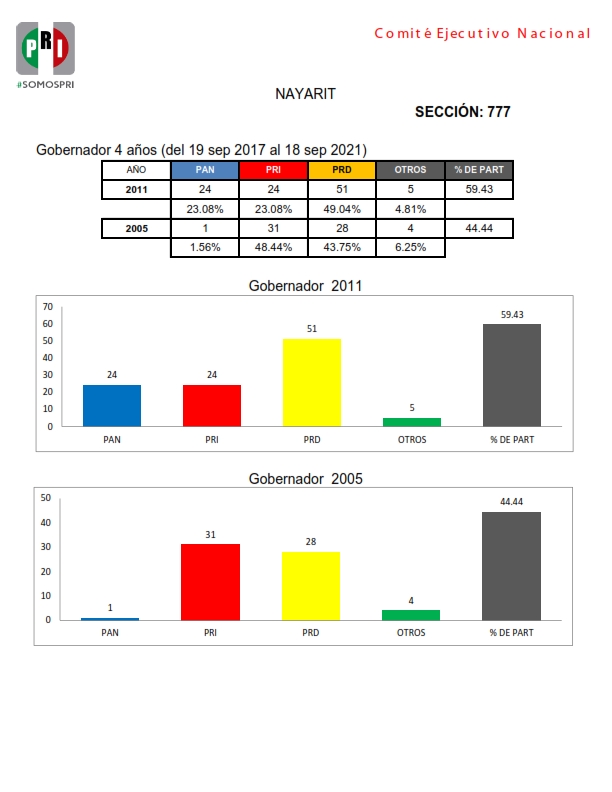 Comité Ejecutivo Nacional
PRI
#SOMOSPRI
NAYARIT
SECCIÓN: 777
Gobernador 4 años (del 19 sep 2017 al 18 sep 2021)
AÑO PAN PRI PRD OTROS % DE PART
2011 24 24 51 5 59.43
23.08% 23.08% 49.04% 4.81%
2005 1 31 28 4 44.44
1.56% 48.44% 43.75% 6.25%
Gobernador 2011
70
60
50
40
30
20
10
0
24 24 51 5 59.43
PAN PRI PRD OTROS % DE PART
Gobernador 2005
50
40
30
20
10
0
1 31 28 4 44.44
PAN PRI PRD OTROS % DE PART